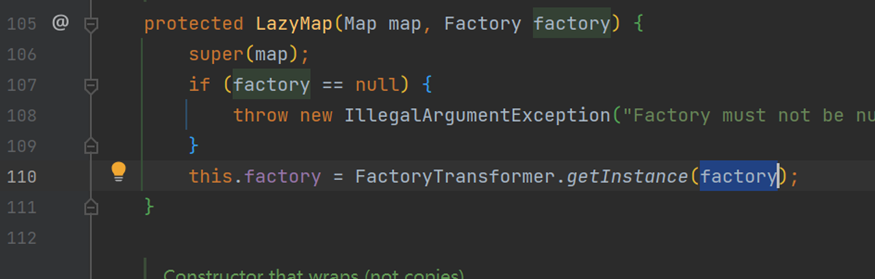 105 @ protected LazyMap(Map map, Factory factory) {
106 super(map);
107 if (factory == null) {
108 throw new IllegalArgumentException("Factory must not be nu
109 }
110 this.factory = FactoryTransformer.getInstance(factory);
111 }
112
Constructor that wraps (not copies)